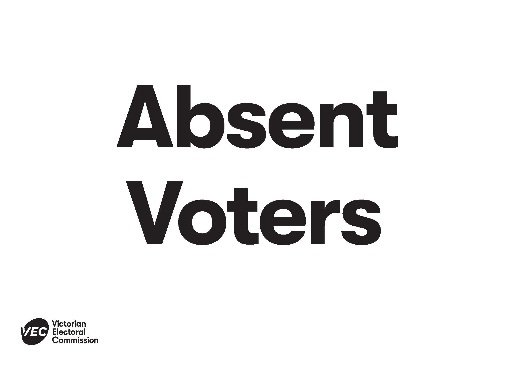 Absent
Voters
VEC
Victorian
Electoral
Commission